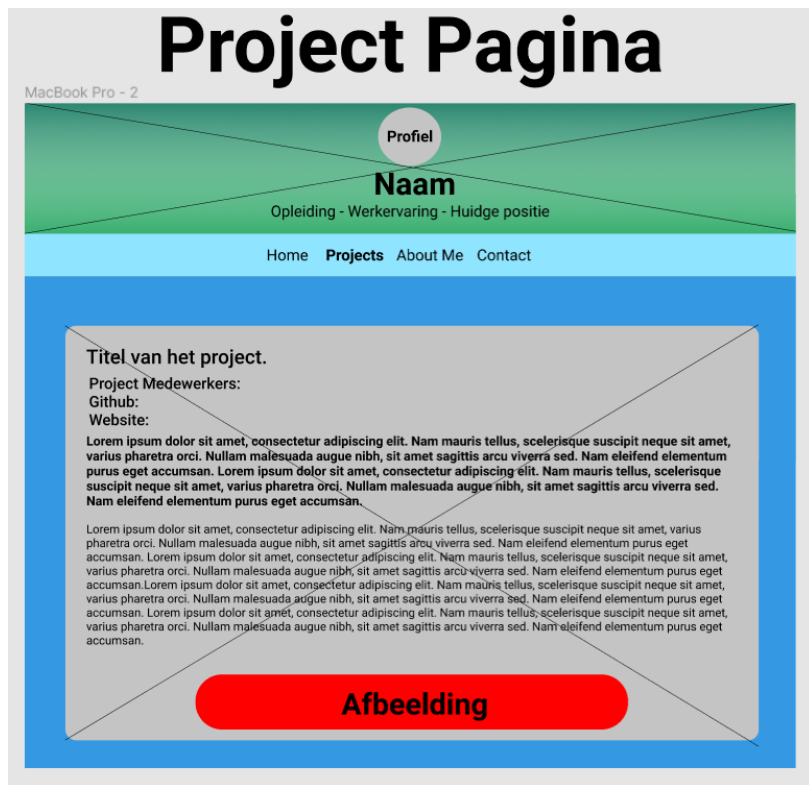 Project Pagina
MacBook Pro - 2
Profiel
Naam
Opleiding - Werkervaring - Huidge positie
Home Projects About Me Contact
Titel van het project.
Project Medewerkers:
Github:
Website:
Lorem ipsum dolor sit amet, consectetur adipiscing elit. Nam mauris tellus, scelerisque suscipit neque sit amet,
varius pharetra orci. Nullam malesuada augue nibh, sit amet sagittis arcu viverra sed. Nam eleifend elementum
purus eget accumsan. Lorem ipsum dolor sit amet, consectetur adipiscing elit. Nam mauris tellus, scelerisque
suscipit neque sit amet, varius pharetra orci. Nullam malesuada augue nibh, sit amet sagittis arcu viverra sed.
Nam eleifend elementum purus eget accumsan.
Lorem ipsum dolor sit amet, consectetur adipiscing elit. Nam mauris tellus, scelerisque suscipit neque sit amet, varius
pharetra orci. Nullam malesuada augue nibh, sit amet sagittis arcu viverra sed. Nam eleifend elementum purus eget
accumsan. Lorem ipsum dolor sit amet, consectetur adipiscing elit. Nam mauris tellus, scelerisque suscipit neque sit amet,
varius pharetra orci. Nullam malesuada augue nibh, sit amet sagittis arcu viverra sed. Nam eleifend elementum purus eget
accumsan.Lorem ipsum dolor sit amet, consectetur adipiscing elit. Nam mauris tellus, scelerisque suscipit neque sit amet,
varius pharetra orci. Nullam malesuada augue nibh, sit amet sagittis arcu viverra sed. Nam eleifend elementum purus eget
accumsan. Lorem ipsum dolor sit amet, consectetur adipiscing elit. Nam mauris tellus, scelerisque suscipit neque sit amet,
varius pharetra orci. Nullam malesuada augue nibh, sit amet sagittis arcu viverra sed. Nam eleifend elementum purus eget
accumsan.
Afbeelding